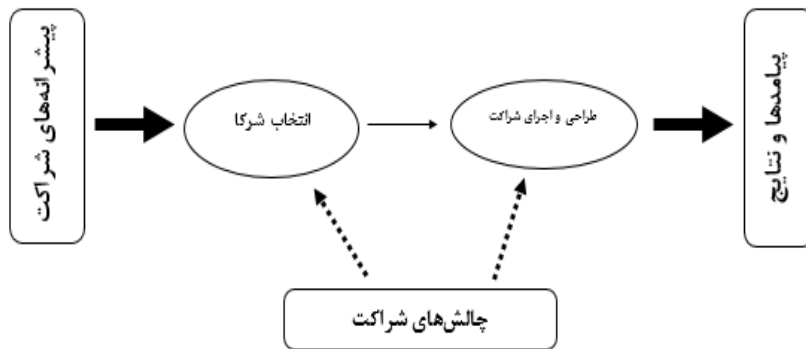 پیشرانه‌های شراکت
انتخاب شرکا
طراحی و اجرای شراکت
پیامدها و نتایج
چالش‌های شراکت